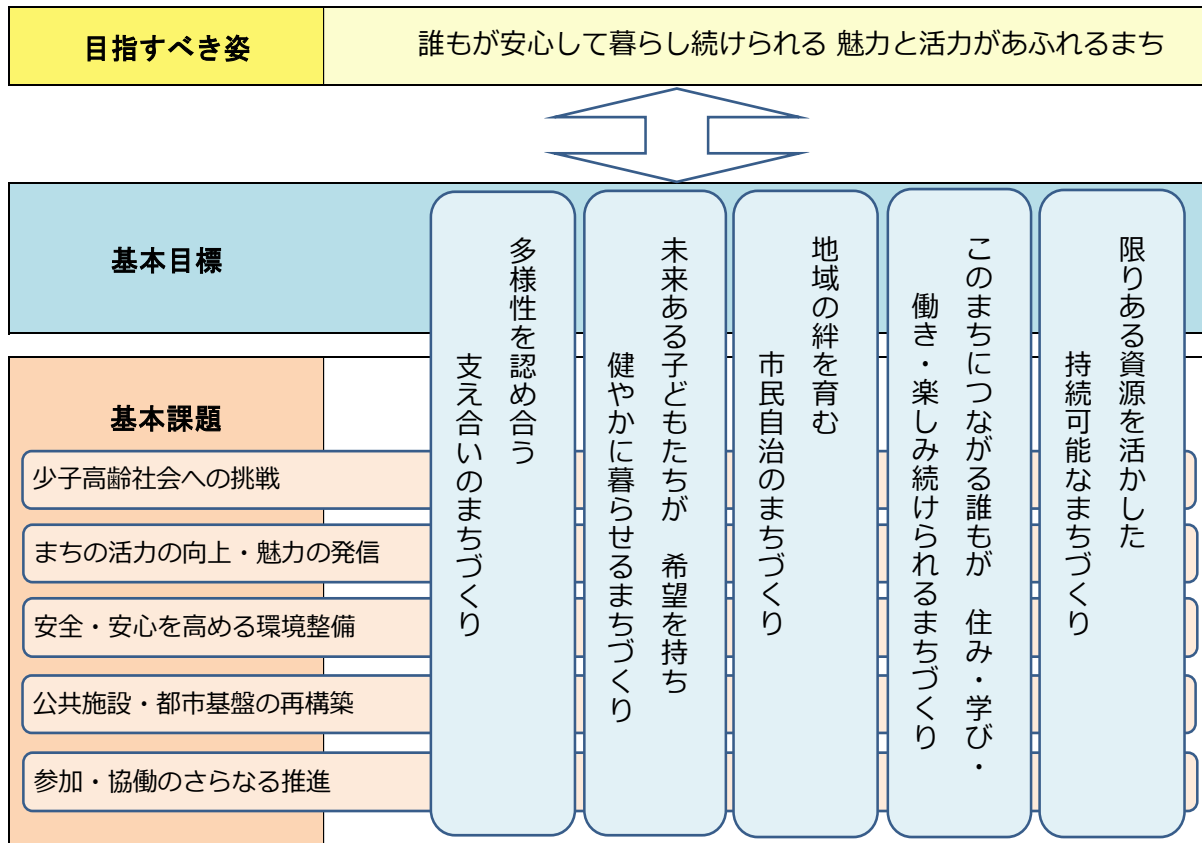 目指すべき姿
誰もが安心して暮らし続けられる 魅力と活力があふれるまち
基本目標
多様性を認め合う
支え合いのまちづくり
未来ある子どもたちが 希望を持ち
健やかに暮らせるまちづくり
地域の絆を育む
市民自治のまちづくり
このまちにつながる誰もが 住み・学び・
働き・楽しみ続けられるまちづくり
限りある資源を活かした
持続可能なまちづくり
基本課題
少子高齢社会への挑戦
まちの活力の向上・魅力の発信
安全・安心を高める環境整備
公共施設・都市基盤の再構築
参加・協働のさらなる推進